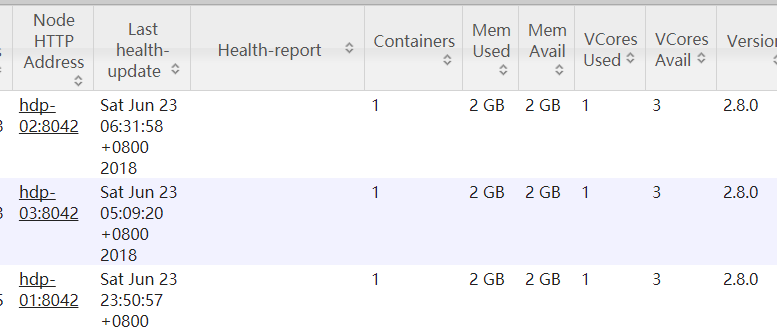 Node HTTP Address
Last health-update
Health-report
Containers
Mem Used
Mem Avail
VCores Used
VCores Avail
Version
hdp-02:8042
Sat Jun 23 06:31:58 +0800 2018
1
2 GB
2 GB
1
3
2.8.0
3
hdp-03:8042
Sat Jun 23 05:09:20 +0800 2018
1
2 GB
2 GB
1
3
2.8.0
hdp-01:8042
Sat Jun 23 23:50:57 +0800
1
2 GB
2 GB
1
3
2.8.0